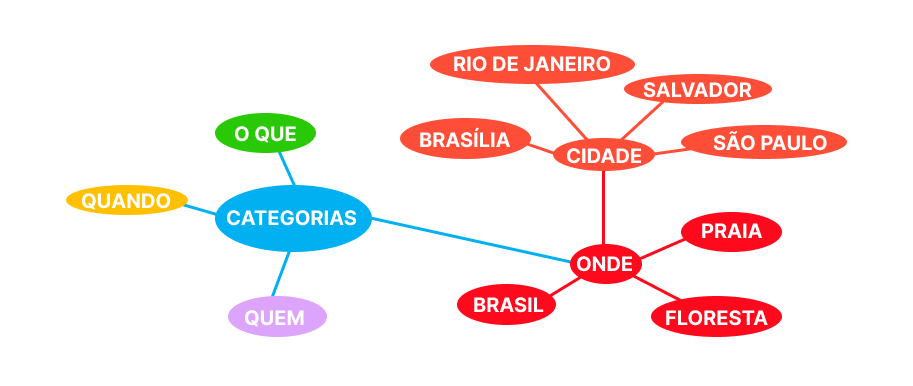 RIO DE JANEIRO
SALVADOR
BRASÍLIA
O QUE
SÃO PAULO
CIDADE
QUANDO
CATEGORIAS
PRAIA
ONDE
BRASIL
QUEM
FLORESTA